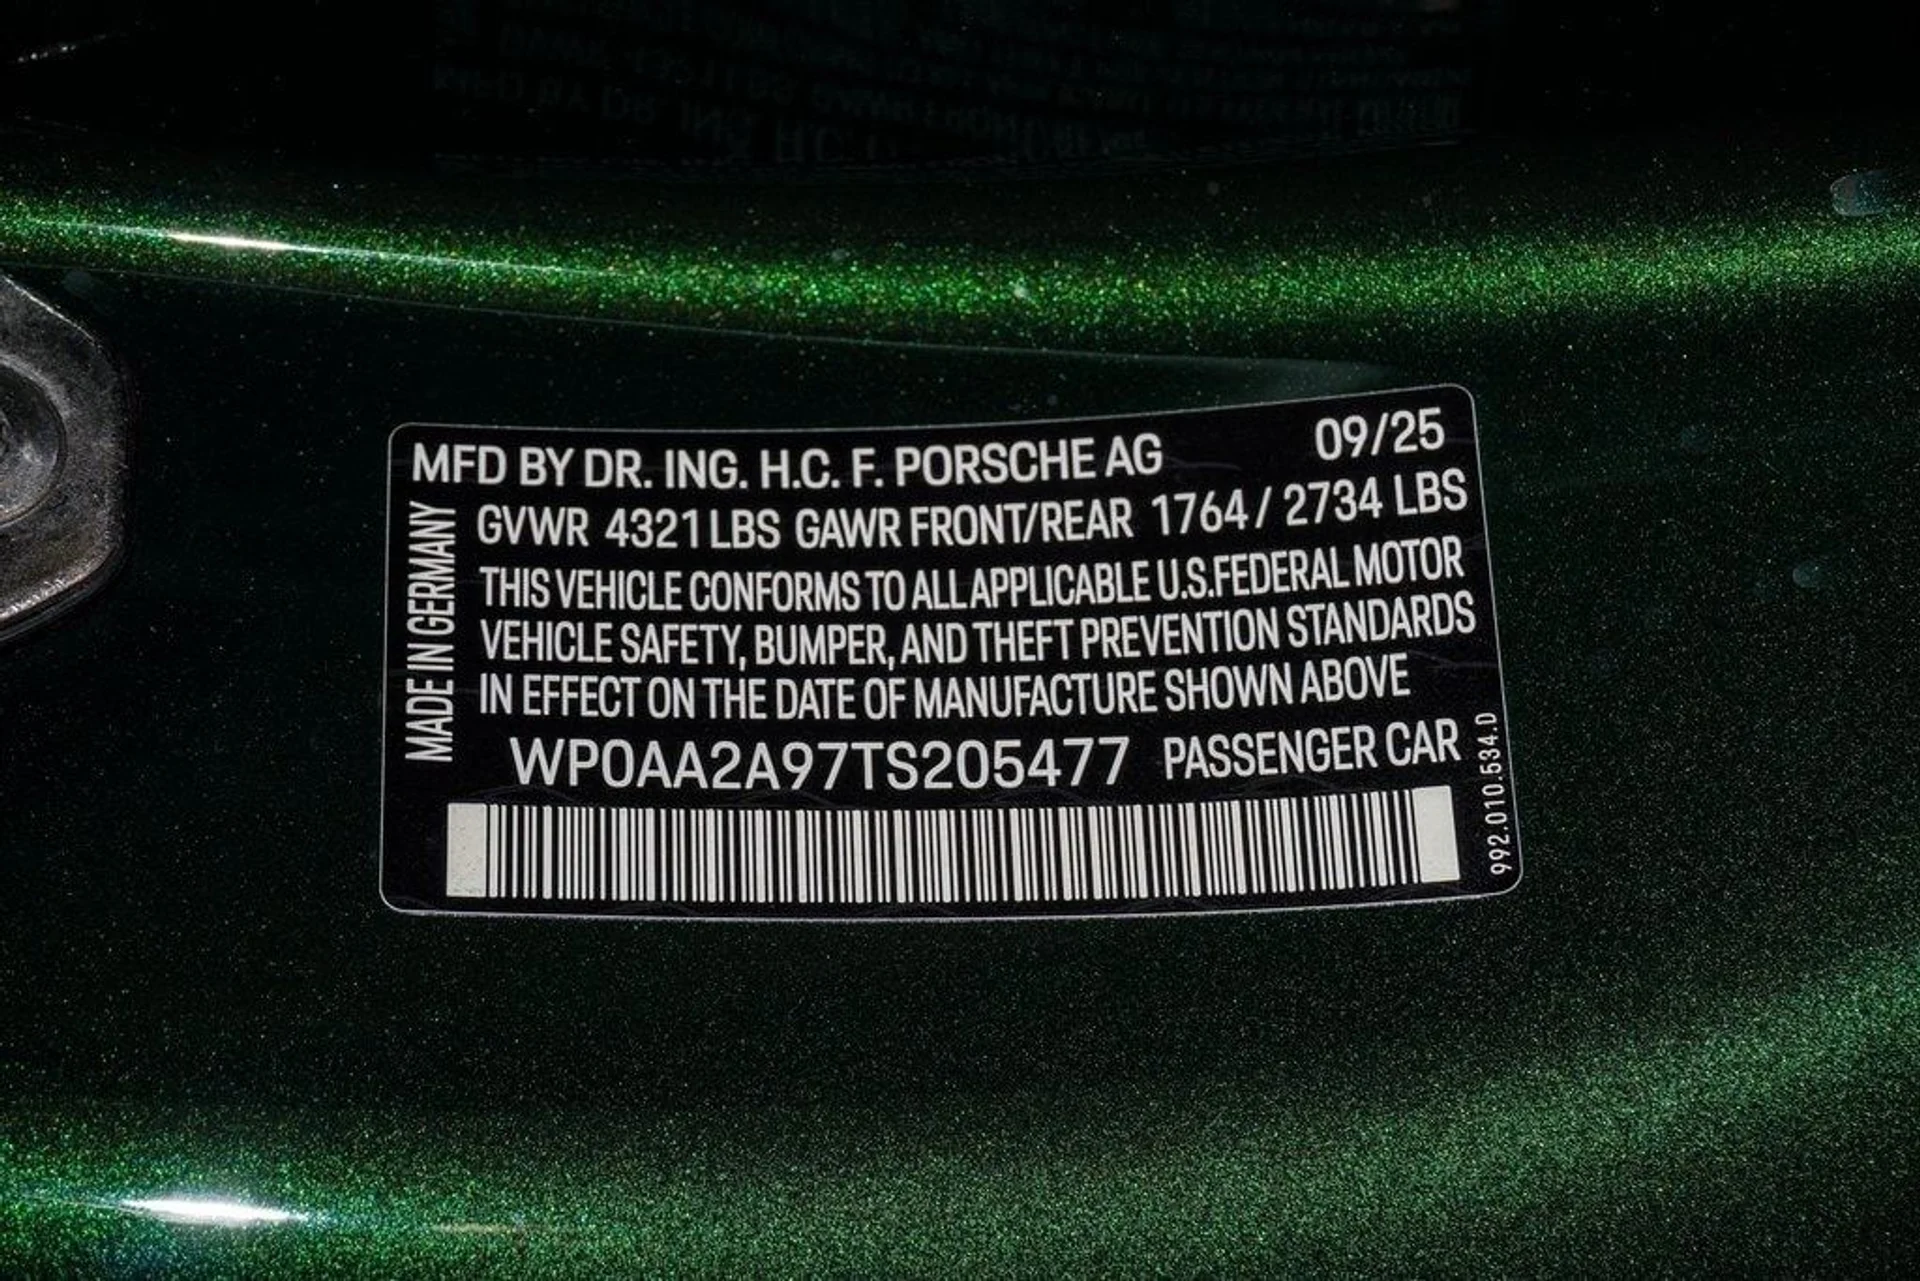 MFD BY DR. ING. H.C. F. PORSCHE AG 09/25
GVWR 4321 LBS GAWR FRONT/REAR 1764 / 2734 LBS
THIS VEHICLE CONFORMS TO ALL APPLICABLE U.S.FEDERAL MOTOR
VEHICLE SAFETY, BUMPER, AND THEFT PREVENTION STANDARDS
IN EFFECT ON THE DATE OF MANUFACTURE SHOWN ABOVE
WP0AA2A97TS205477 PASSENGER CAR
MADE IN GERMANY
992.010.534.D